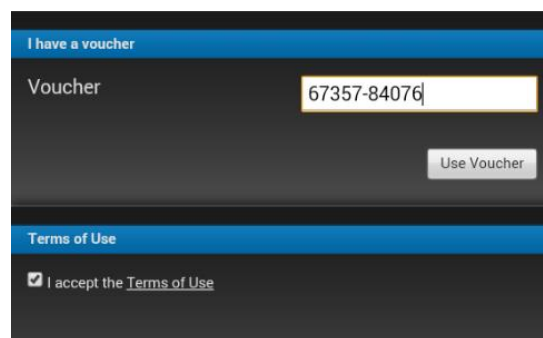 I have a voucher
Voucher
67357-84076
Use Voucher
Terms of Use
I accept the Terms of Use